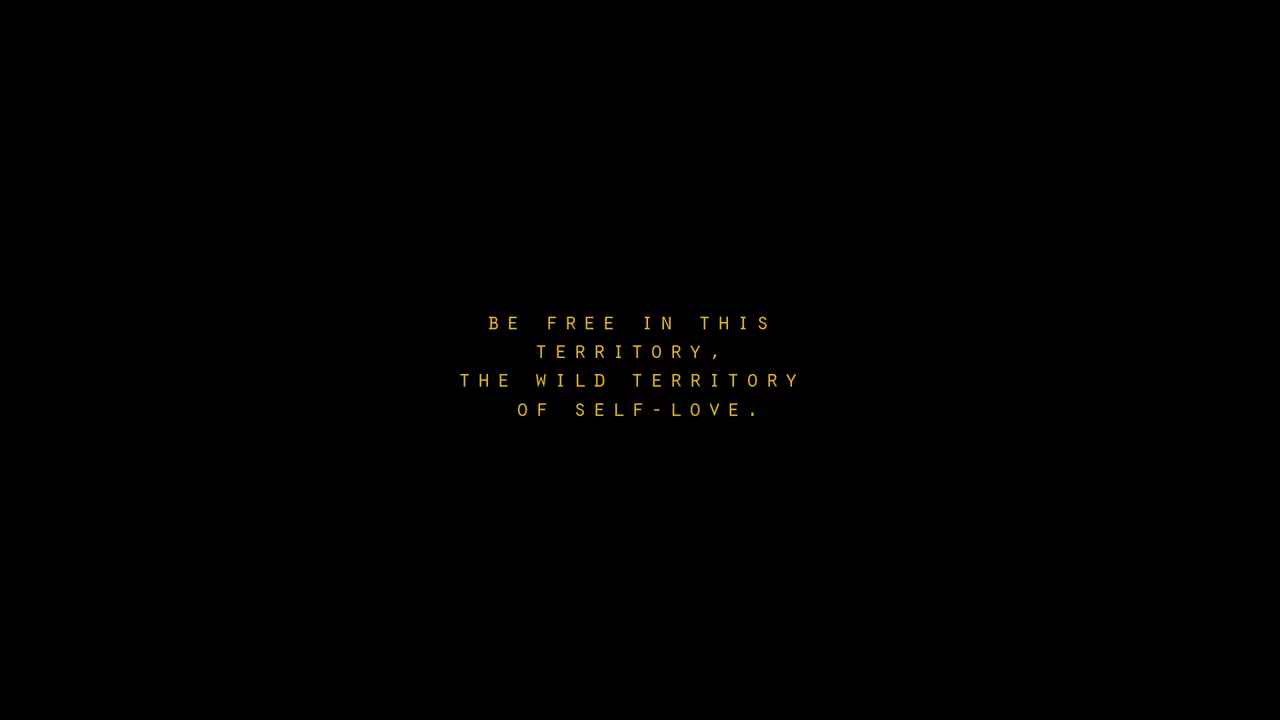 BE FREE IN THIS
TERRITORY,
THE WILD TERRITORY
OF SELF-LOVE.